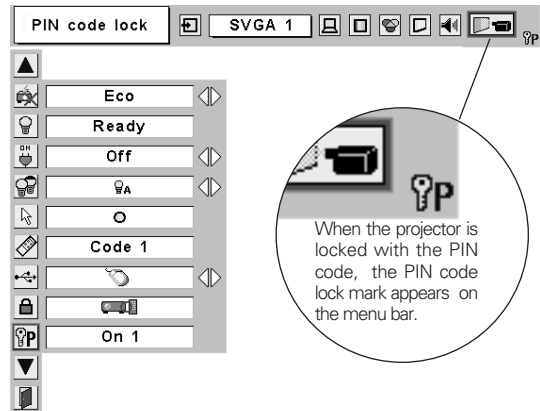 PIN code lock
SVGA 1
P
Eco
Ready
ON
Off
A
Code 1
P
On 1
P
When the projector is
locked with the PIN
code, the PIN code
lock mark appears on
the menu bar.